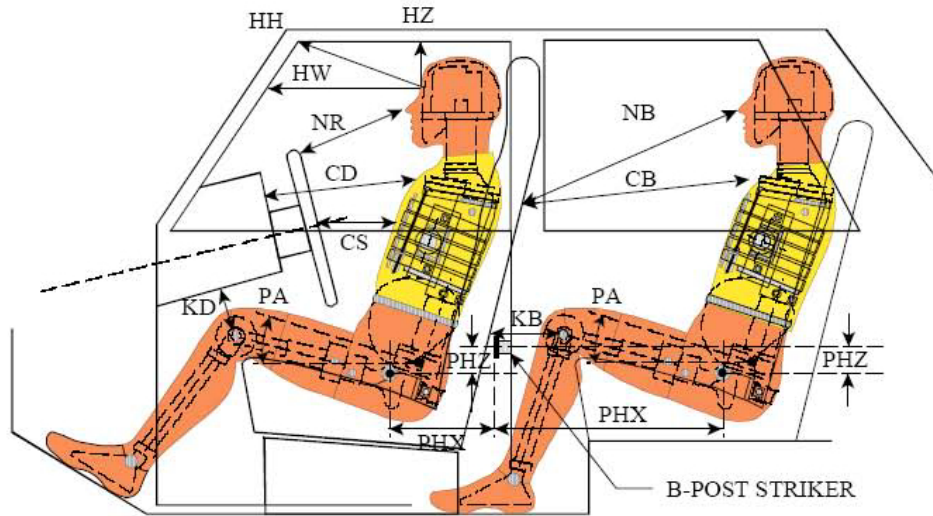 HH
HZ
HW
NR
NB
CD
CB
CS
KD
PA
KB
PA
PHZ
PHZ
PHX
PHX
B-POST STRIKER